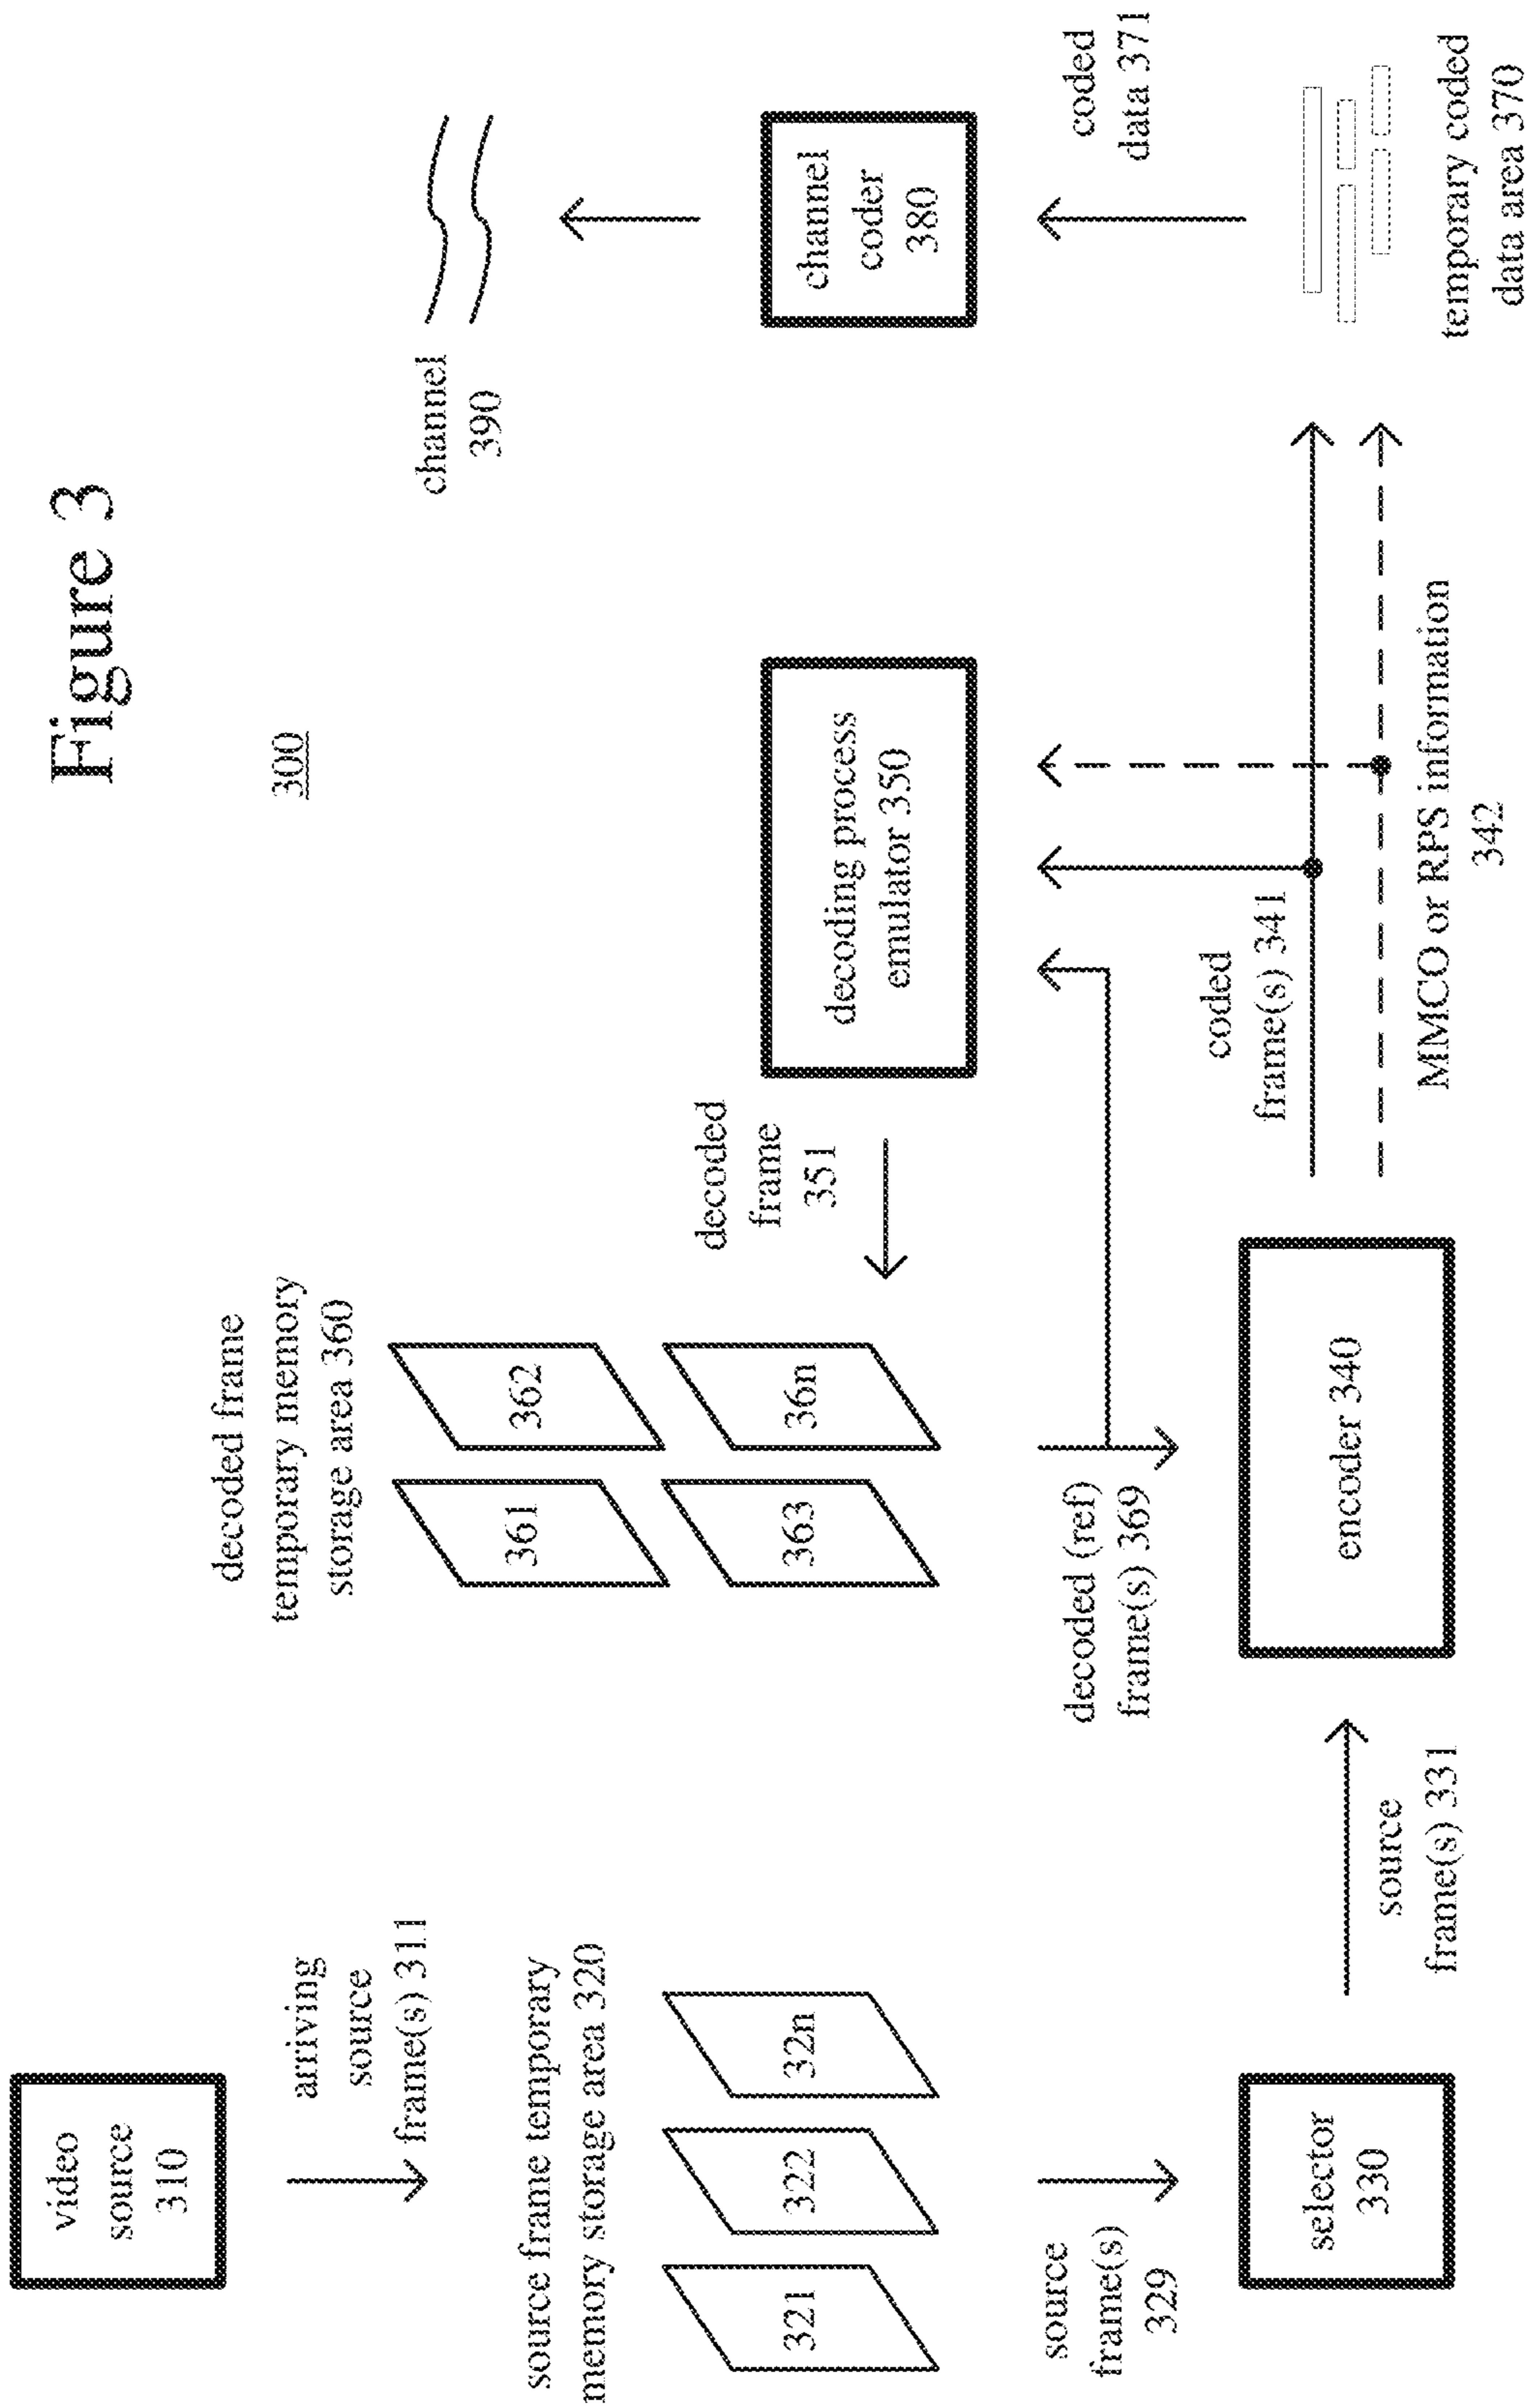 Figure 3
300
video
source
310
arriving
source
frame(s) 311
source frame temporary
memory storage area 320
321
322
32n
source
frame(s)
329
selector
330
source
frame(s) 331
decoded frame
temporary memory
storage area 360
361
362
363
36n
decoded (ref)
frame(s) 369
encoder 340
decoded
frame
351
decoding process
emulator 350
coded
frame(s) 341
MMCO or RPS information
342
channel
390
channel
coder
380
coded
data 371
temporary coded
data area 370